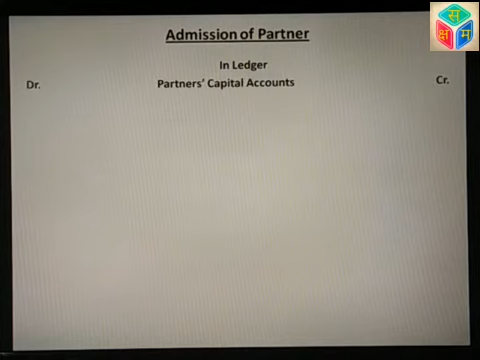 स
क्ष म
Admission of Partner
In Ledger
Dr. Partners' Capital Accounts Cr.